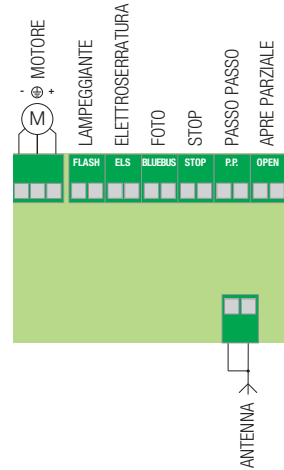 MOTORE
- +
M
LAMPEGGIANTE
ELETTROSERRATURA
FOTO
STOP
PASSO PASSO
APRE PARZIALE
FLASH
ELS
BLUEBUS
STOP
P.P.
OPEN
ANTENNA